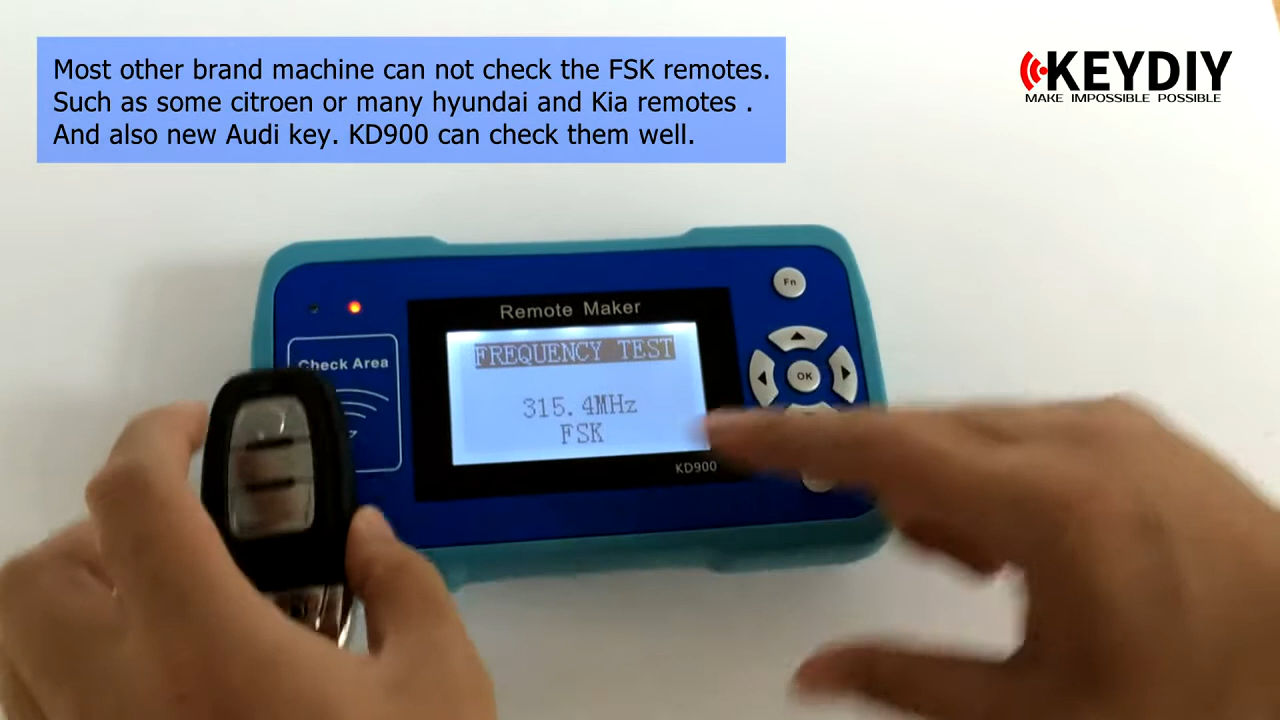 Most other brand machine can not check the FSK remotes.
Such as some citroen or many hyundai and Kia remotes .
And also new Audi key. KD900 can check them well.
KEYDIY
MAKE IMPOSSIBLE POSSIBLE
Remote Maker
Fn
Check Area
FREQUENCY TEST
OK
315.4MHz
FSK
KD900